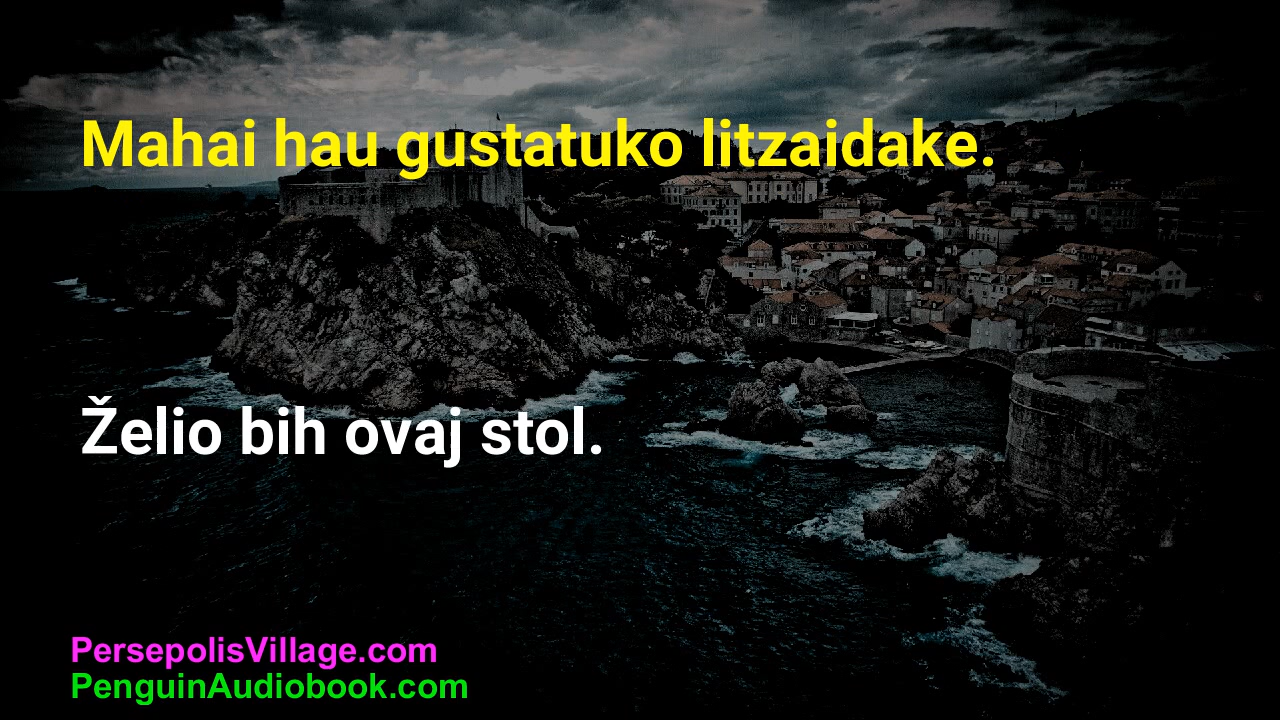 Mahai hau gustatuko litzaidake.
Želio bih ovaj stol.
PersepolisVillage.com
PenguinAudiobook.com